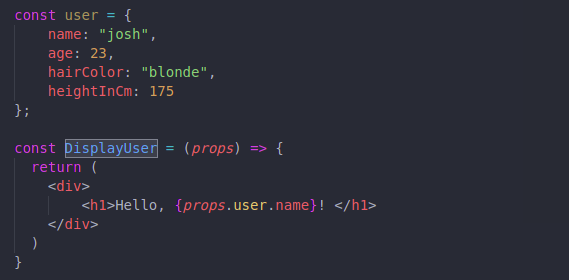 const user = {
    name: "josh",
    age: 23,
    hairColor: "blonde",
    heightInCm: 175
};
const DisplayUser = (props) => {
  return (
    <div>
        <h1>Hello, {props.user.name}! </h1>
    </div>
  )
}